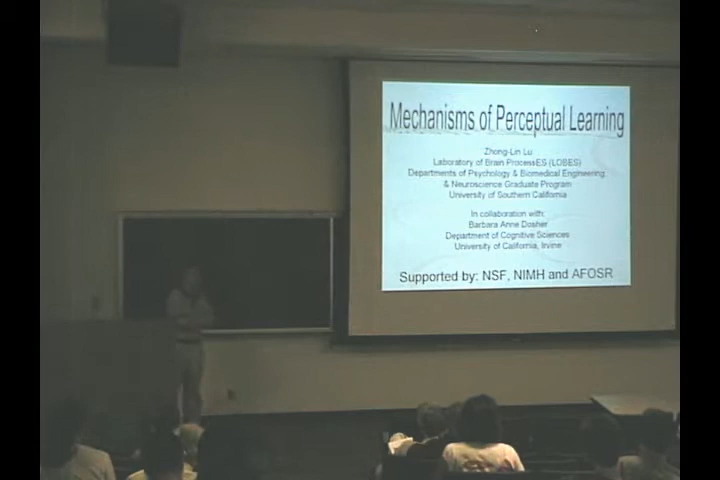 Mechanisms of Perceptual Learning
Zhong-Lin Lu
Laboratory of Brain ProcessES (LOBES)
Departments of Psychology & Biomedical Engineering
& Neuroscience Graduate Program
University of Southern California
In collaboration with:
Barbara Anne Dosher
Department of Cognitive Sciences
University of California, Irvine
Supported by: NSF, NIMH and AFOSR